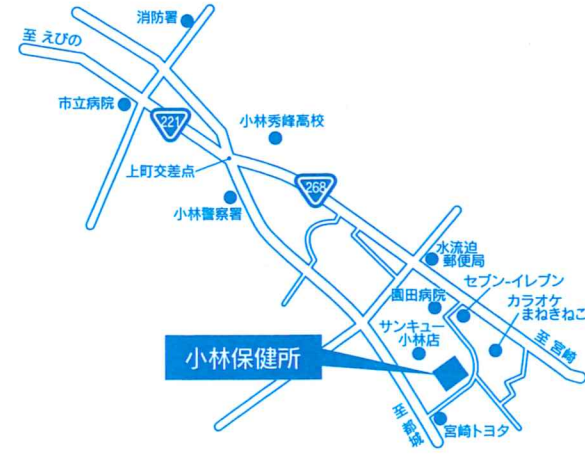 消防署
至 えびの
市立病院
221
小林秀峰高校
上町交差点
268
小林警察署
水流迫
郵便局
セブン-イレブン
園田病院
カラオケ
まねきねこ
サンキュー
小林店
至 宮崎
小林保健所
至 都城
宮崎トヨタ